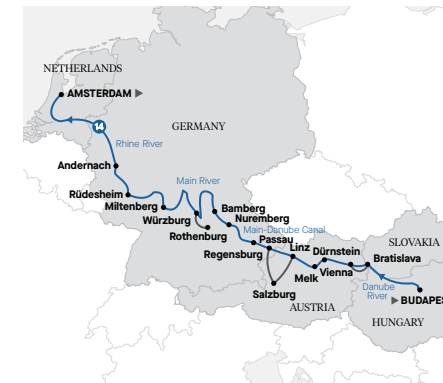 NETHERLANDS
AMSTERDAM
14
GERMANY
Rhine River
Andernach
Main River
Rüdesheim
Miltenberg
Würzburg
Bamberg
Nuremberg
Rothenburg
Main-Danube Canal
Passau
Regensburg
Linz
Dürnstein
SLOVAKIA
Bratislava
Melk
Vienna
Salzburg
Danube
River
BUDAPES
AUSTRIA
HUNGARY